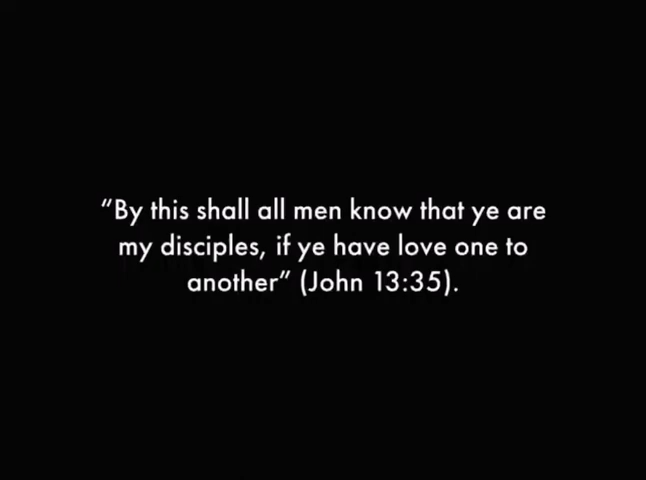 “By this shall all men know that ye are
my disciples, if ye have love one to
another” (John 13:35).